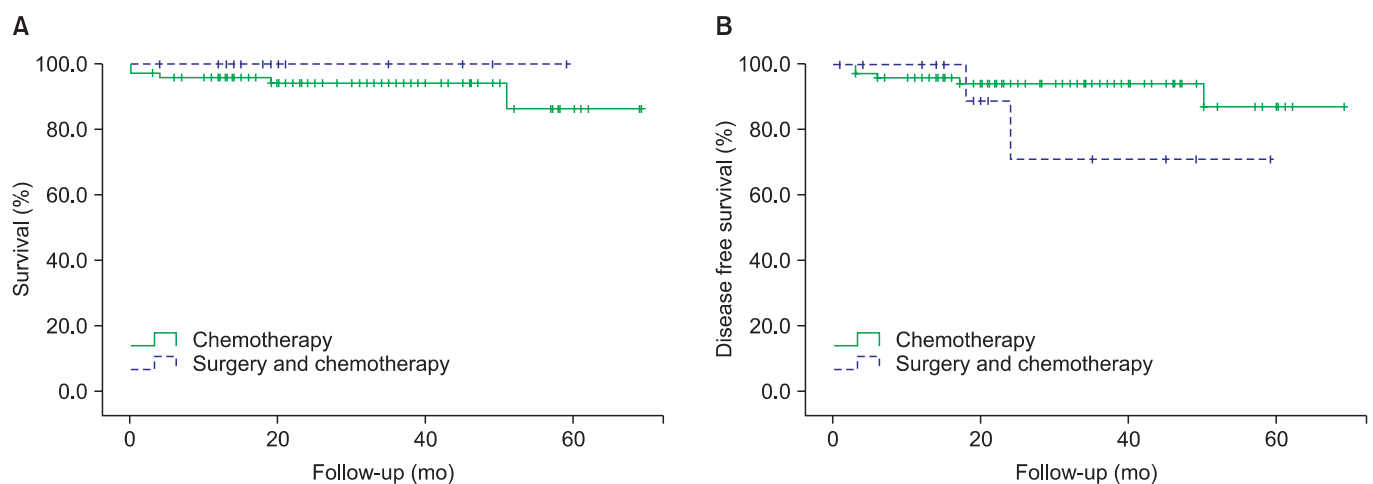 A
100.0
80.0
60.0
40.0
20.0
0.0
Survival (%)
Chemotherapy
Surgery and chemotherapy
0 20 40 60
Follow-up (mo)
B
100.0
80.0
60.0
40.0
20.0
0.0
Disease free survival (%)
Chemotherapy
Surgery and chemotherapy
0 20 40 60
Follow-up (mo)